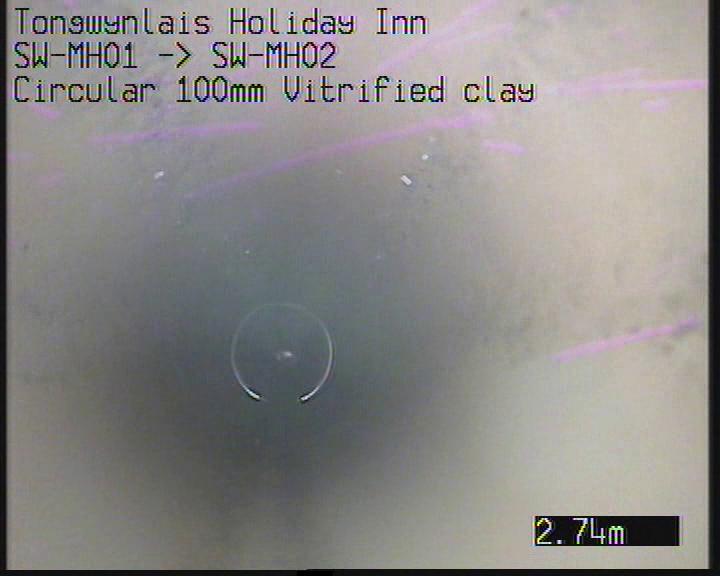 Tongwynlais Holiday Inn
SW-MH01 -> SW-MH02
Circular 100mm Vitrified clay
2.74m